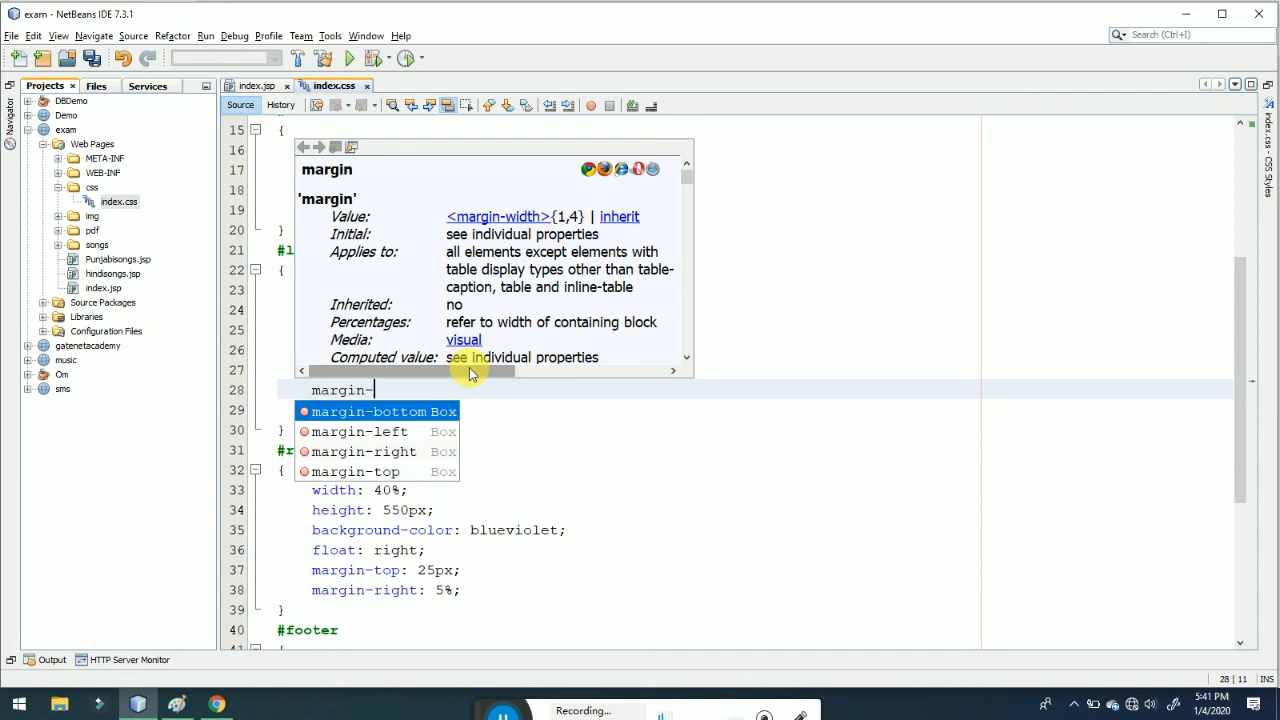 exam - NetBeans IDE 7.3.1
File Edit View Navigate Source Refactor Run Debug Profile Team Tools Window Help
Search (Ctrl+I)
Projects Files Services
index.jsp index.css
Navigator
index.css - CSS Styles
Source History
DBDemo
Demo
exam
Web Pages
META-INF
WEB-INF
css
index.css
img
pdf
songs
Punjabisongs.jsp
hindisongs.jsp
index.jsp
Source Packages
Libraries
Configuration Files
gatenetacademy
music
Om
sms
15 {
16
17
18
19
20 }
21 #l
22 {
23
24
25
26
27
28 margin-
29
30 }
31 #r
32 {
33 width: 40%;
34 height: 550px;
35 background-color: blueviolet;
36 float: right;
37 margin-top: 25px;
38 margin-right: 5%;
39 }
40 #footer
41 {
margin
'margin'
Value: <margin-width>{1,4} | inherit
Initial: see individual properties
Applies to: all elements except elements with
table display types other than table-
caption, table and inline-table
Inherited: no
Percentages: refer to width of containing block
Media: visual
Computed value: see individual properties
margin-bottom Box
margin-left Box
margin-right Box
margin-top Box
Output HTTP Server Monitor
28 | 11 INS
Recording...
5:41 PM
1/4/2020